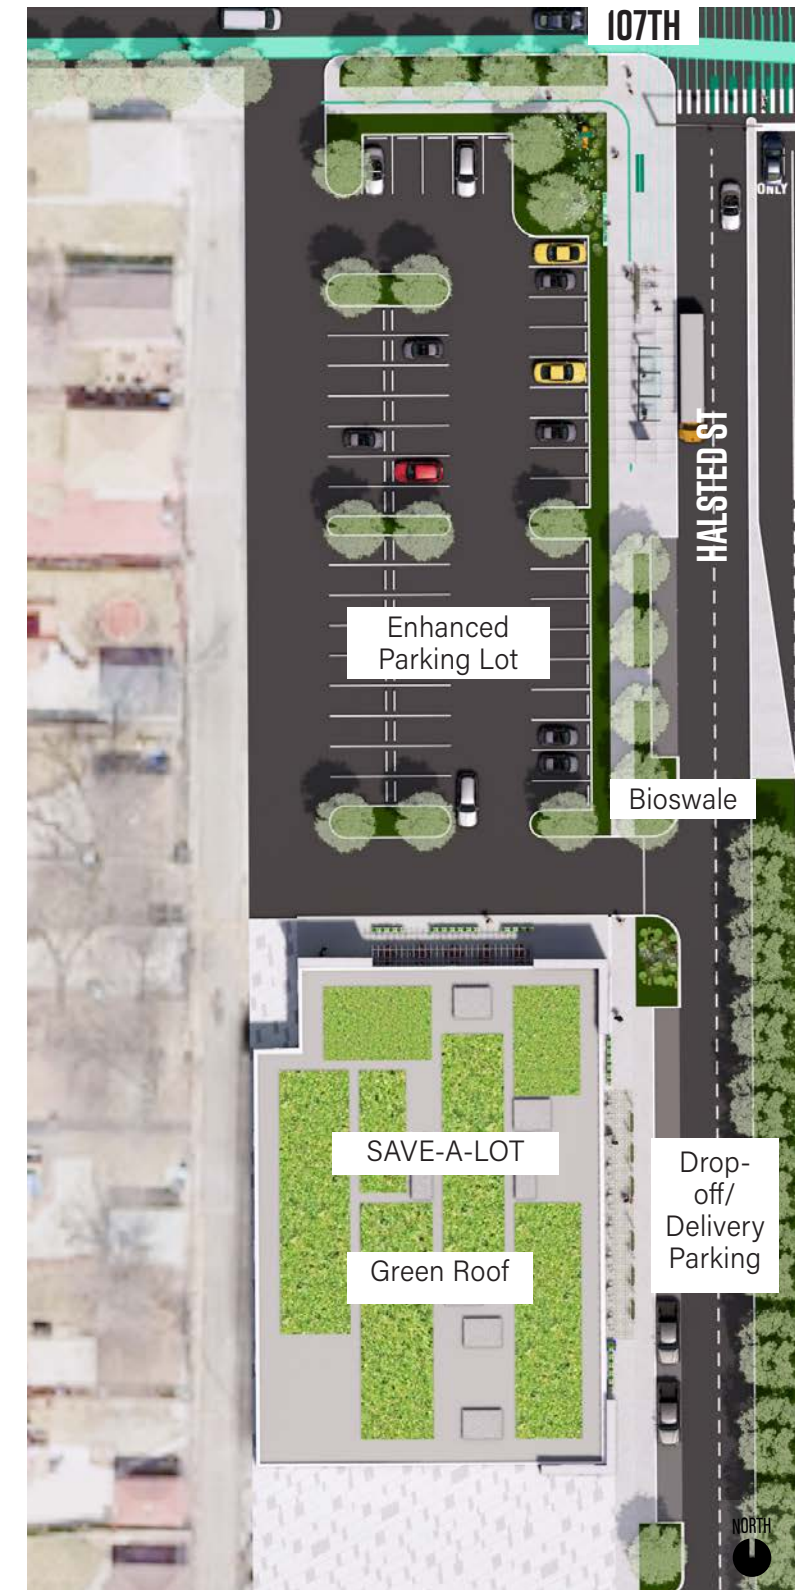 107TH
ONLY
HALSTED ST
Enhanced
Parking Lot
Bioswale
SAVE-A-LOT
Drop-
off/
Delivery
Parking
Green Roof
NORTH